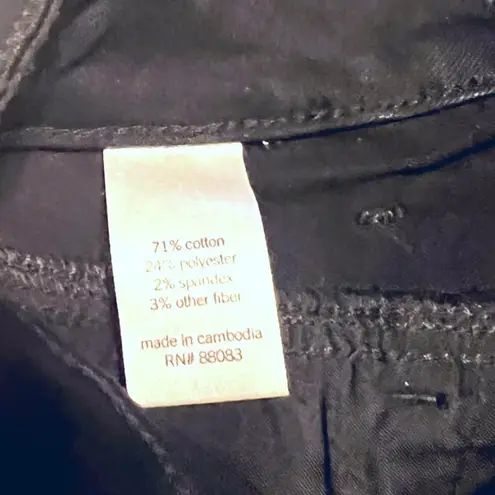 71% cotton
24% polyester
2% spandex
3% other fiber
made in cambodia
RN# 88083